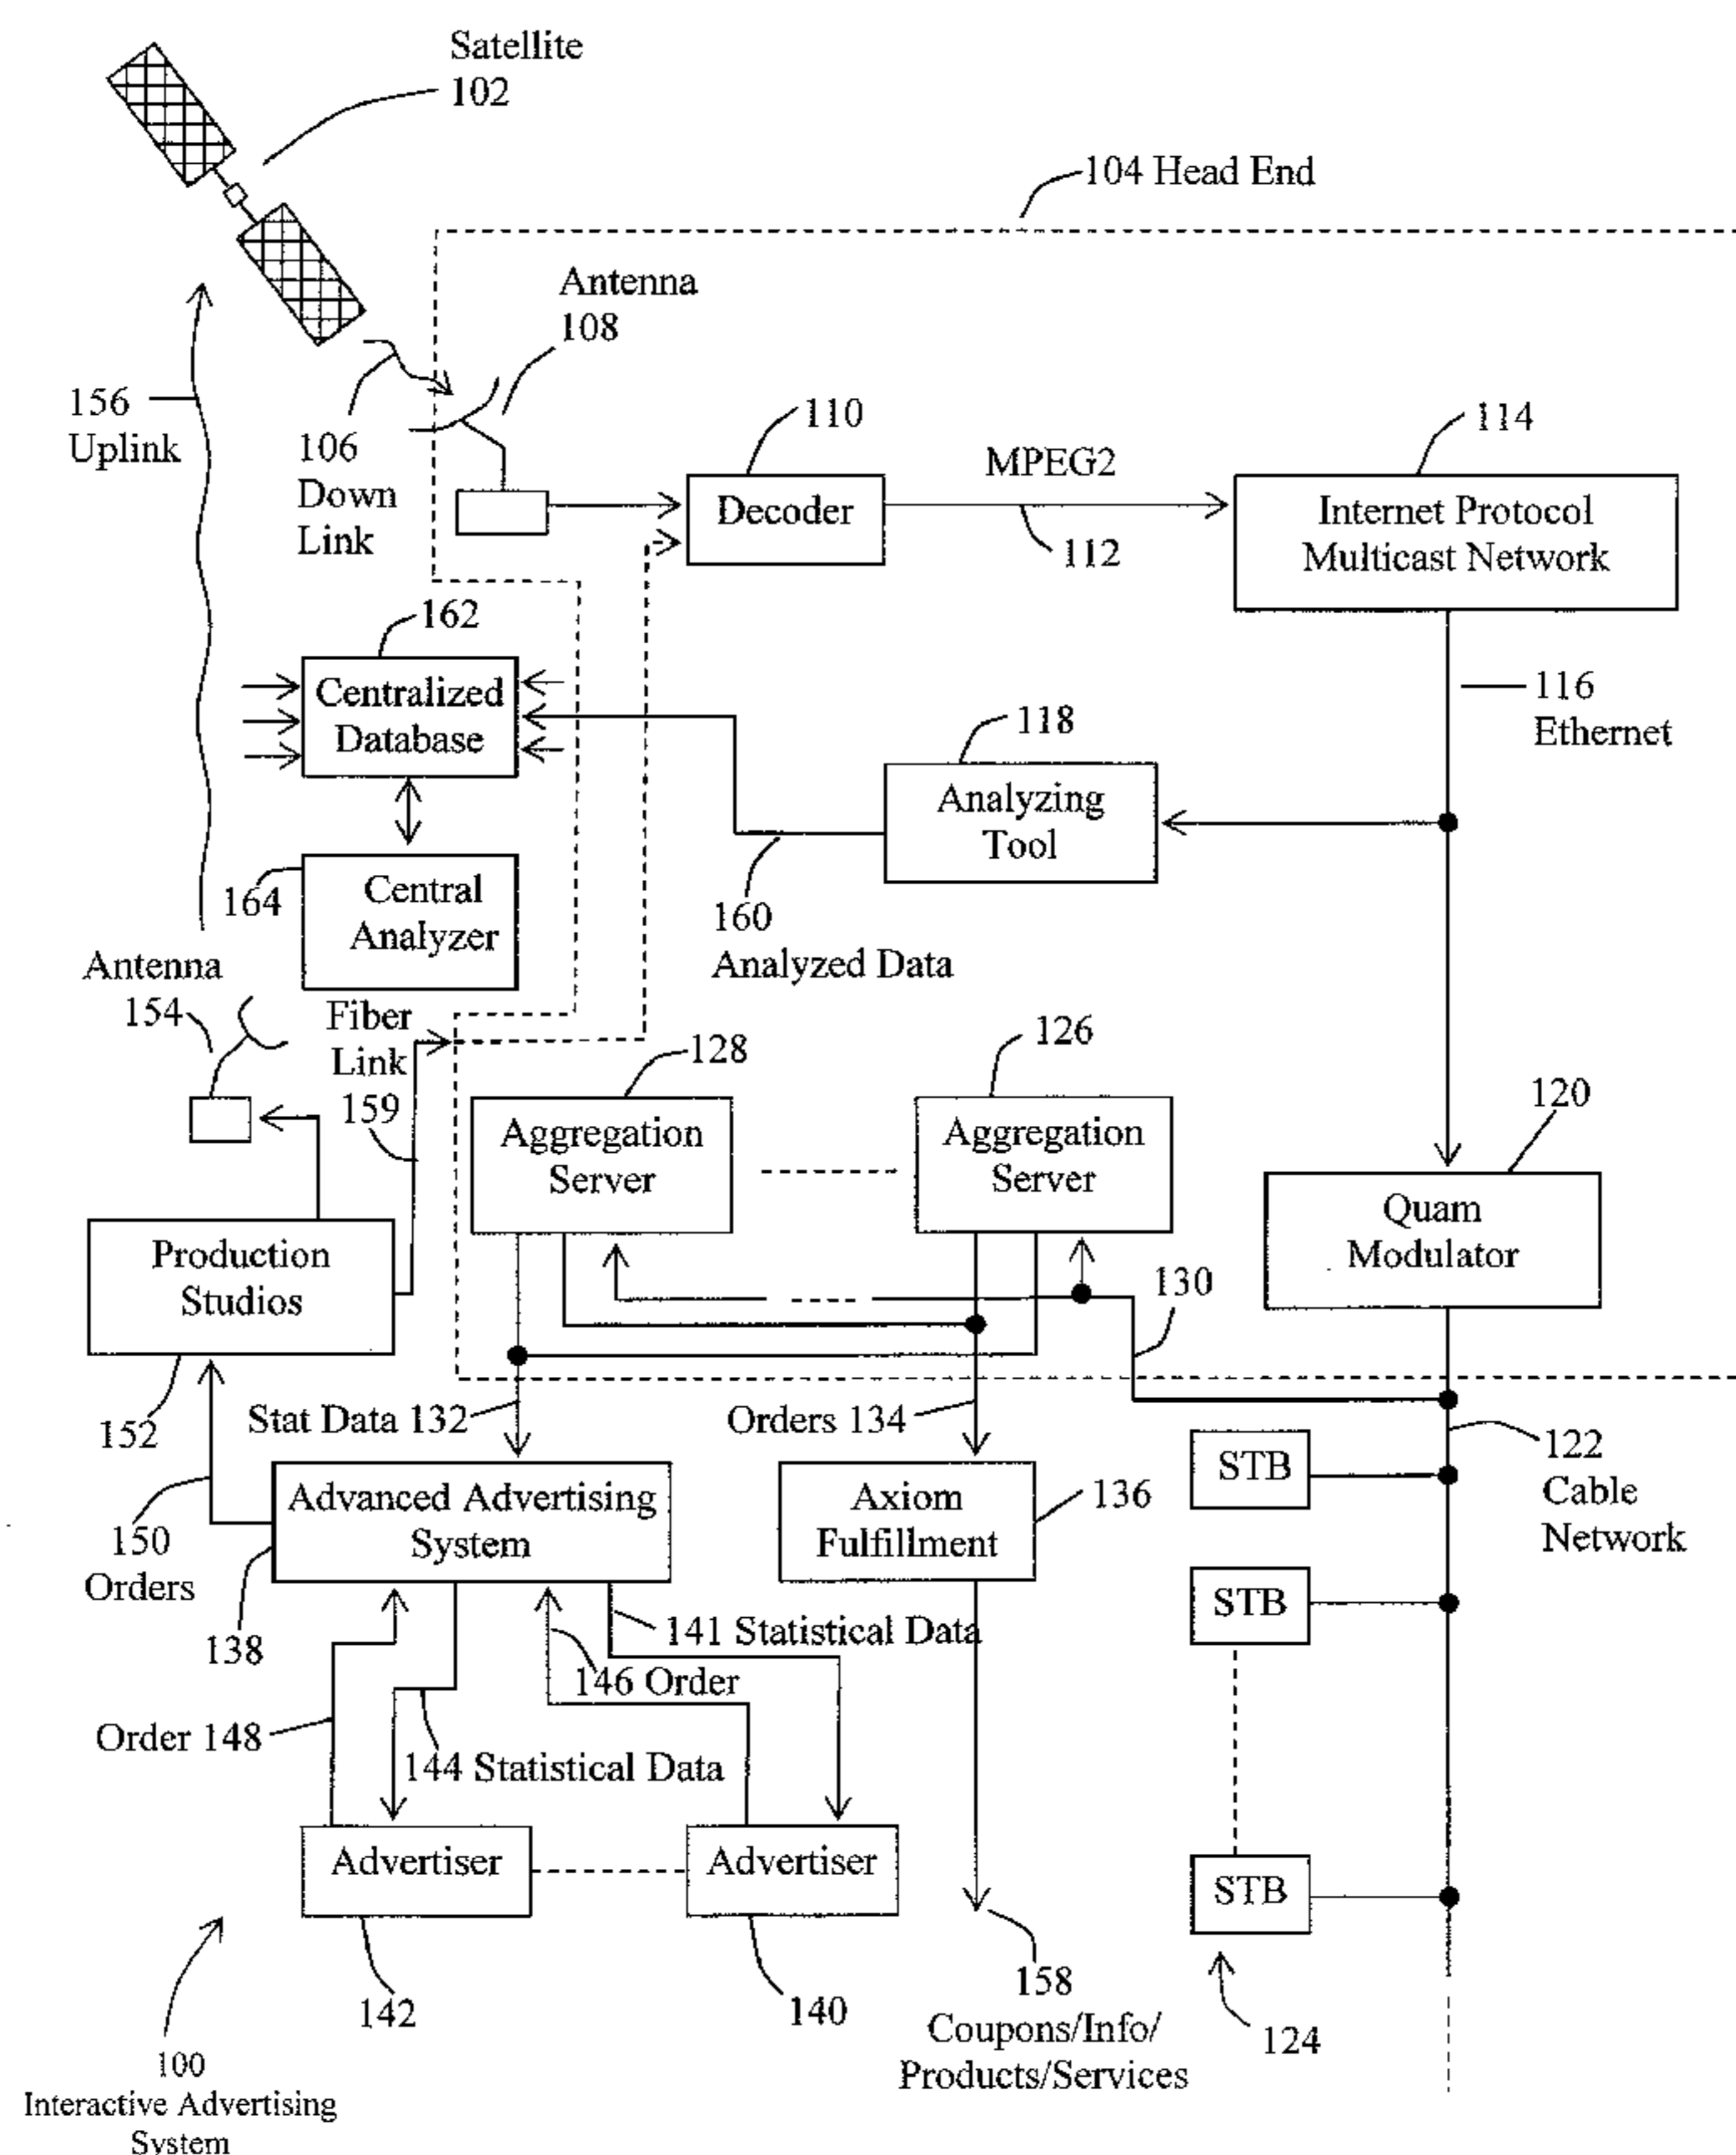 Satellite
102
104 Head End
Antenna
108
156
Uplink
106
Down
Link
110
Decoder
MPEG2
112
114
Internet Protocol
Multicast Network
162
Centralized
Database
116
Ethernet
118
Analyzing
Tool
164
Central
Analyzer
160
Analyzed Data
Antenna
154
Fiber
Link
159
128
Aggregation
Server
126
Aggregation
Server
120
Quam
Modulator
130
Production
Studios
152
Stat Data 132
Orders 134
122
Cable
Network
STB
STB
STB
124
150
Orders
Advanced Advertising
System
138
Axiom
Fulfillment
136
141 Statistical Data
146 Order
Order 148
144 Statistical Data
Advertiser
Advertiser
142
140
158
Coupons/Info/
Products/Services
100
Interactive Advertising
System